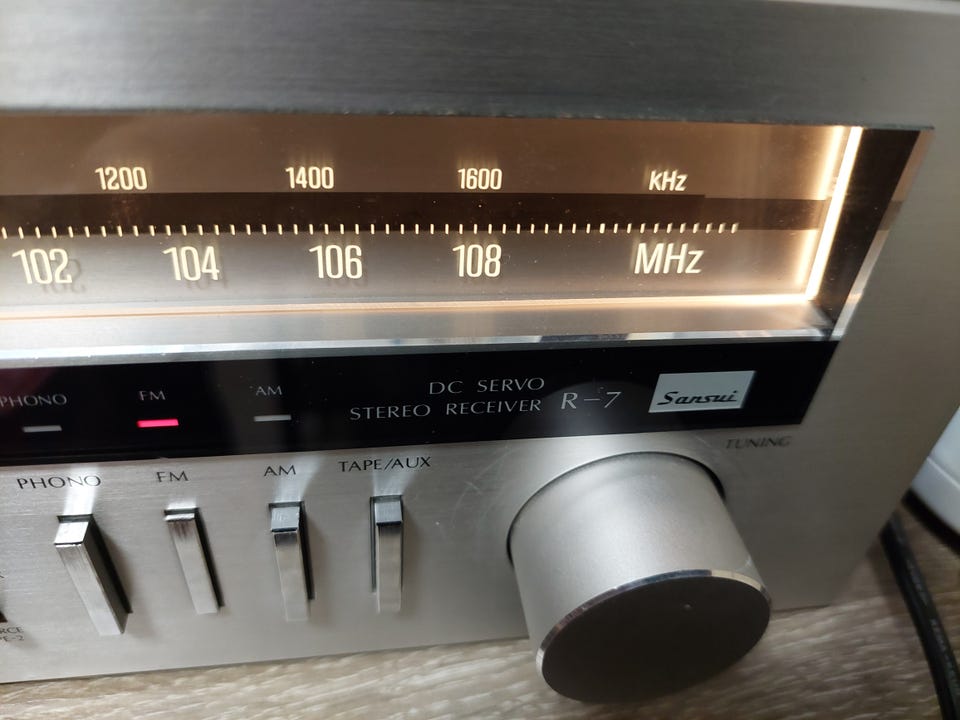 1200 1400 1600 kHz
102 104 106 108 MHz
PHONO FM AM
DC SERVO
STEREO RECEIVER R-7
Sansui
TUNING
PHONO FM AM TAPE/AUX